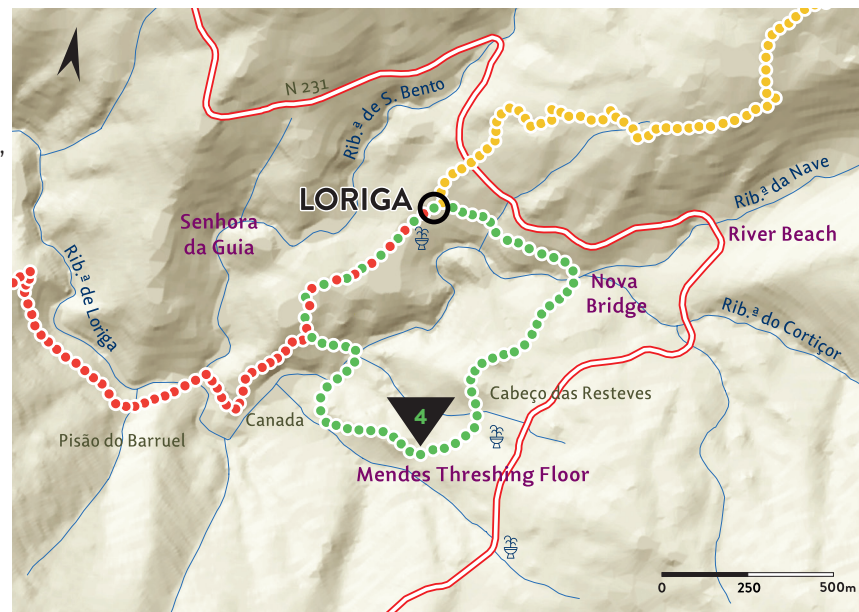 ,
N 231
Rib.ª de S. Bento
LORIGA
Rib.ª da Nave
Senhora
da Guia
River Beach
Rib.ª de Loriga
Nova
Bridge
Rib.ª do Cortiçor
Cabeço das Resteves
4
Canada
Pisão do Barruel
Mendes Threshing Floor
0 250 500m